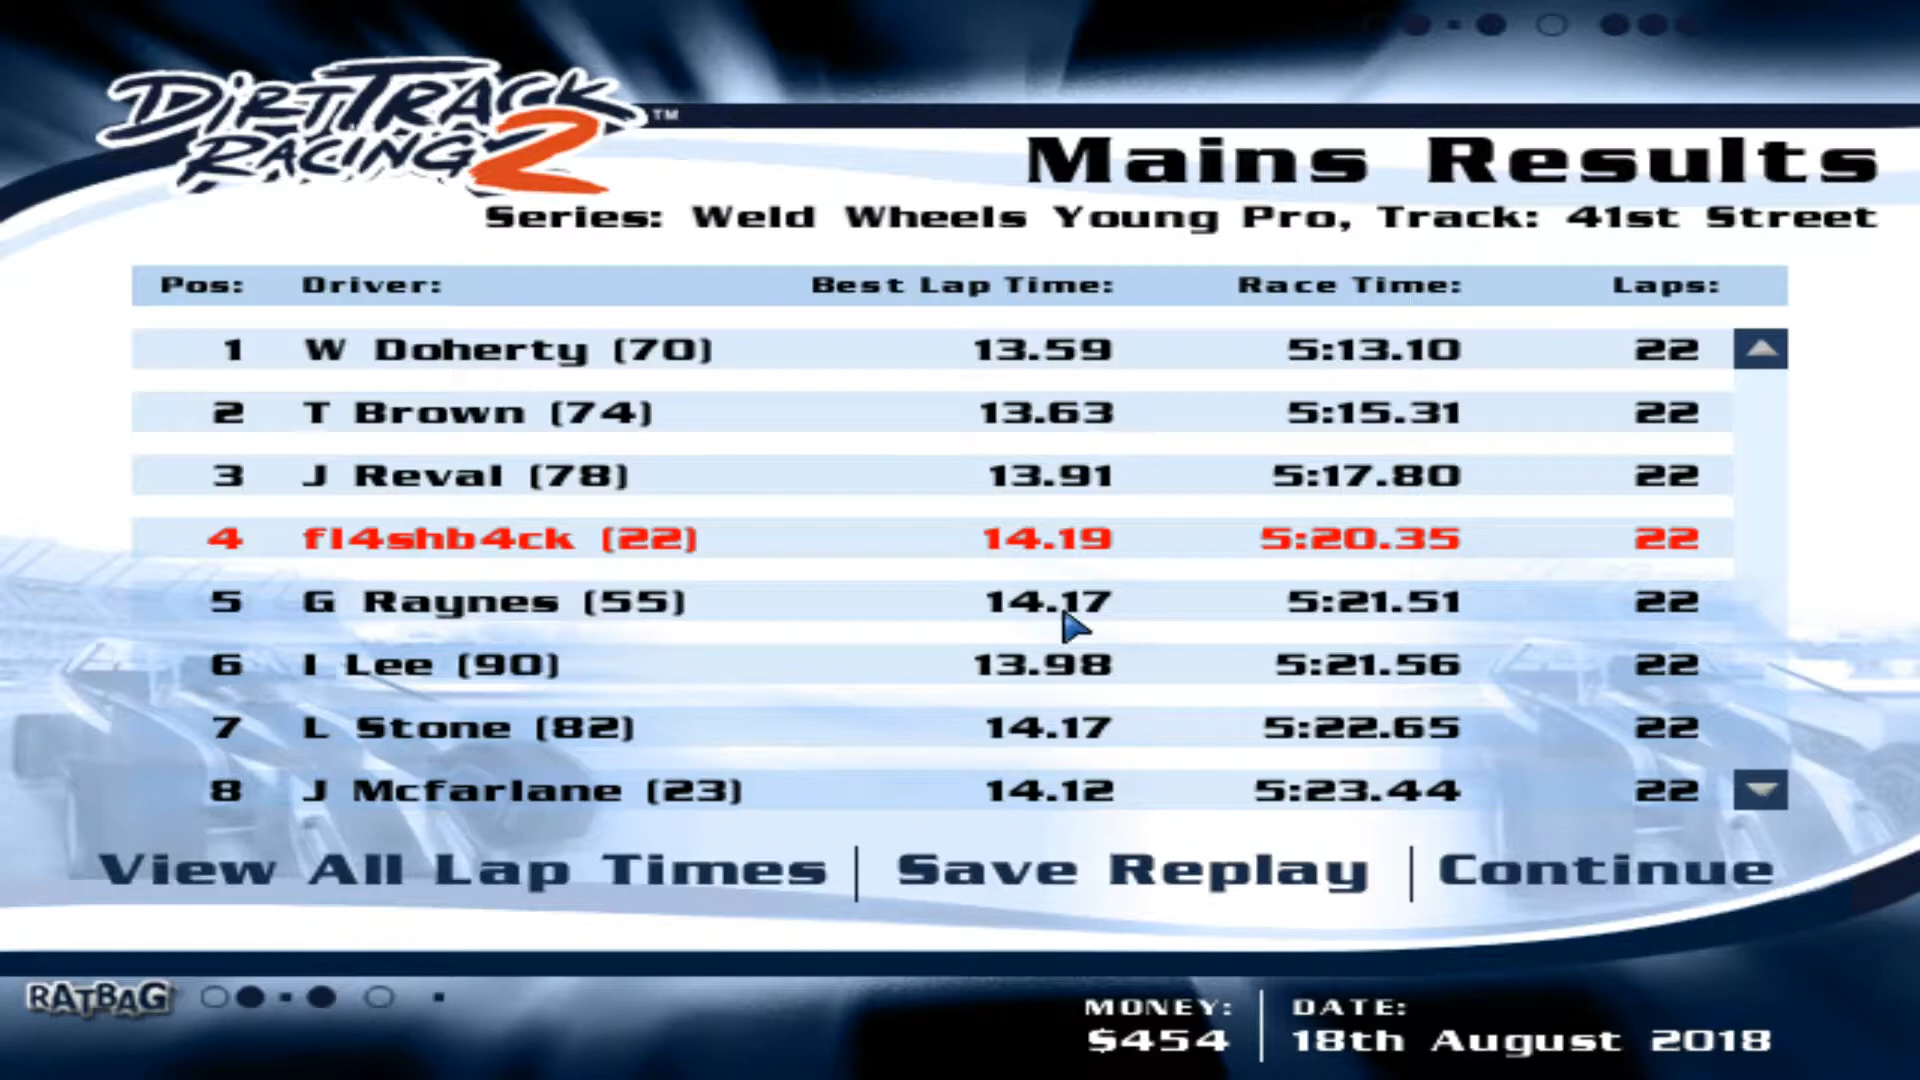 DIRT TRACK RACING 2 ™
Mains Results
Series: Weld Wheels Young Pro, Track: 41st Street
Pos: Driver: Best Lap Time: Race Time: Laps:
1 W Doherty (70) 13.59 5:13.10 22
2 T Brown (74) 13.63 5:15.31 22
3 J Reval (78) 13.91 5:17.80 22
4 fl4shb4ck (22) 14.19 5:20.35 22
5 G Raynes (55) 14.17 5:21.51 22
6 I Lee (90) 13.98 5:21.56 22
7 L Stone (82) 14.17 5:22.65 22
8 J Mcfarlane (23) 14.12 5:23.44 22
View All Lap Times | Save Replay | Continue
RATBAG
MONEY: DATE:
$454 18th August 2018